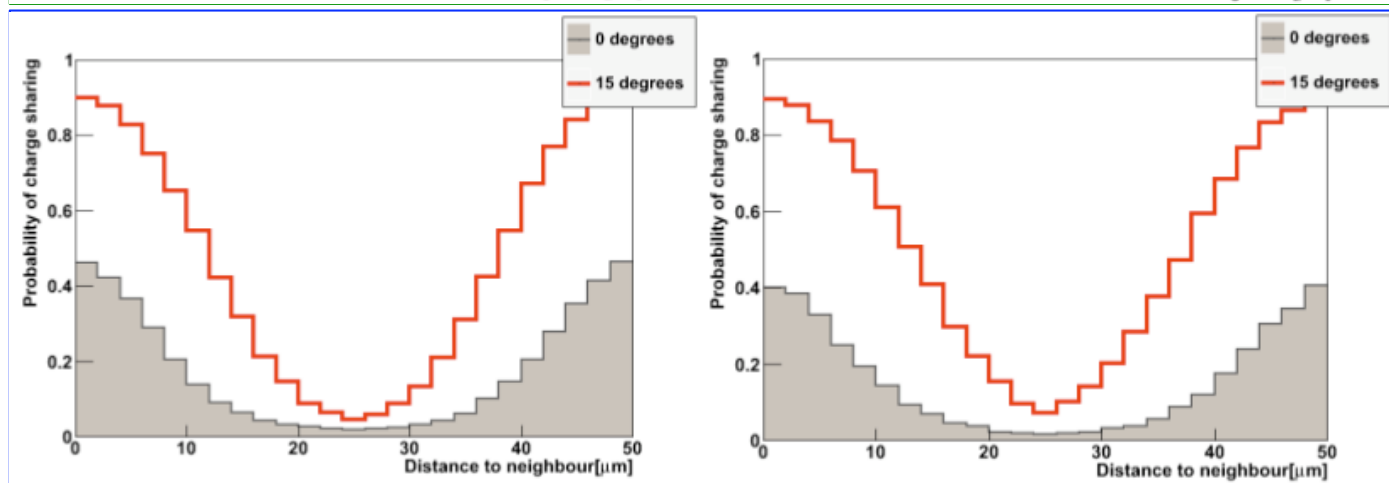 0 degrees
15 degrees
Probability of charge sharing
1
0.8
0.6
0.4
0.2
0
0 10 20 30 40 50
Distance to neighbour[μm]
0 degrees
15 degrees
Probability of charge sharing
1
0.8
0.6
0.4
0.2
0
0 10 20 30 40 50
Distance to neighbour[μm]